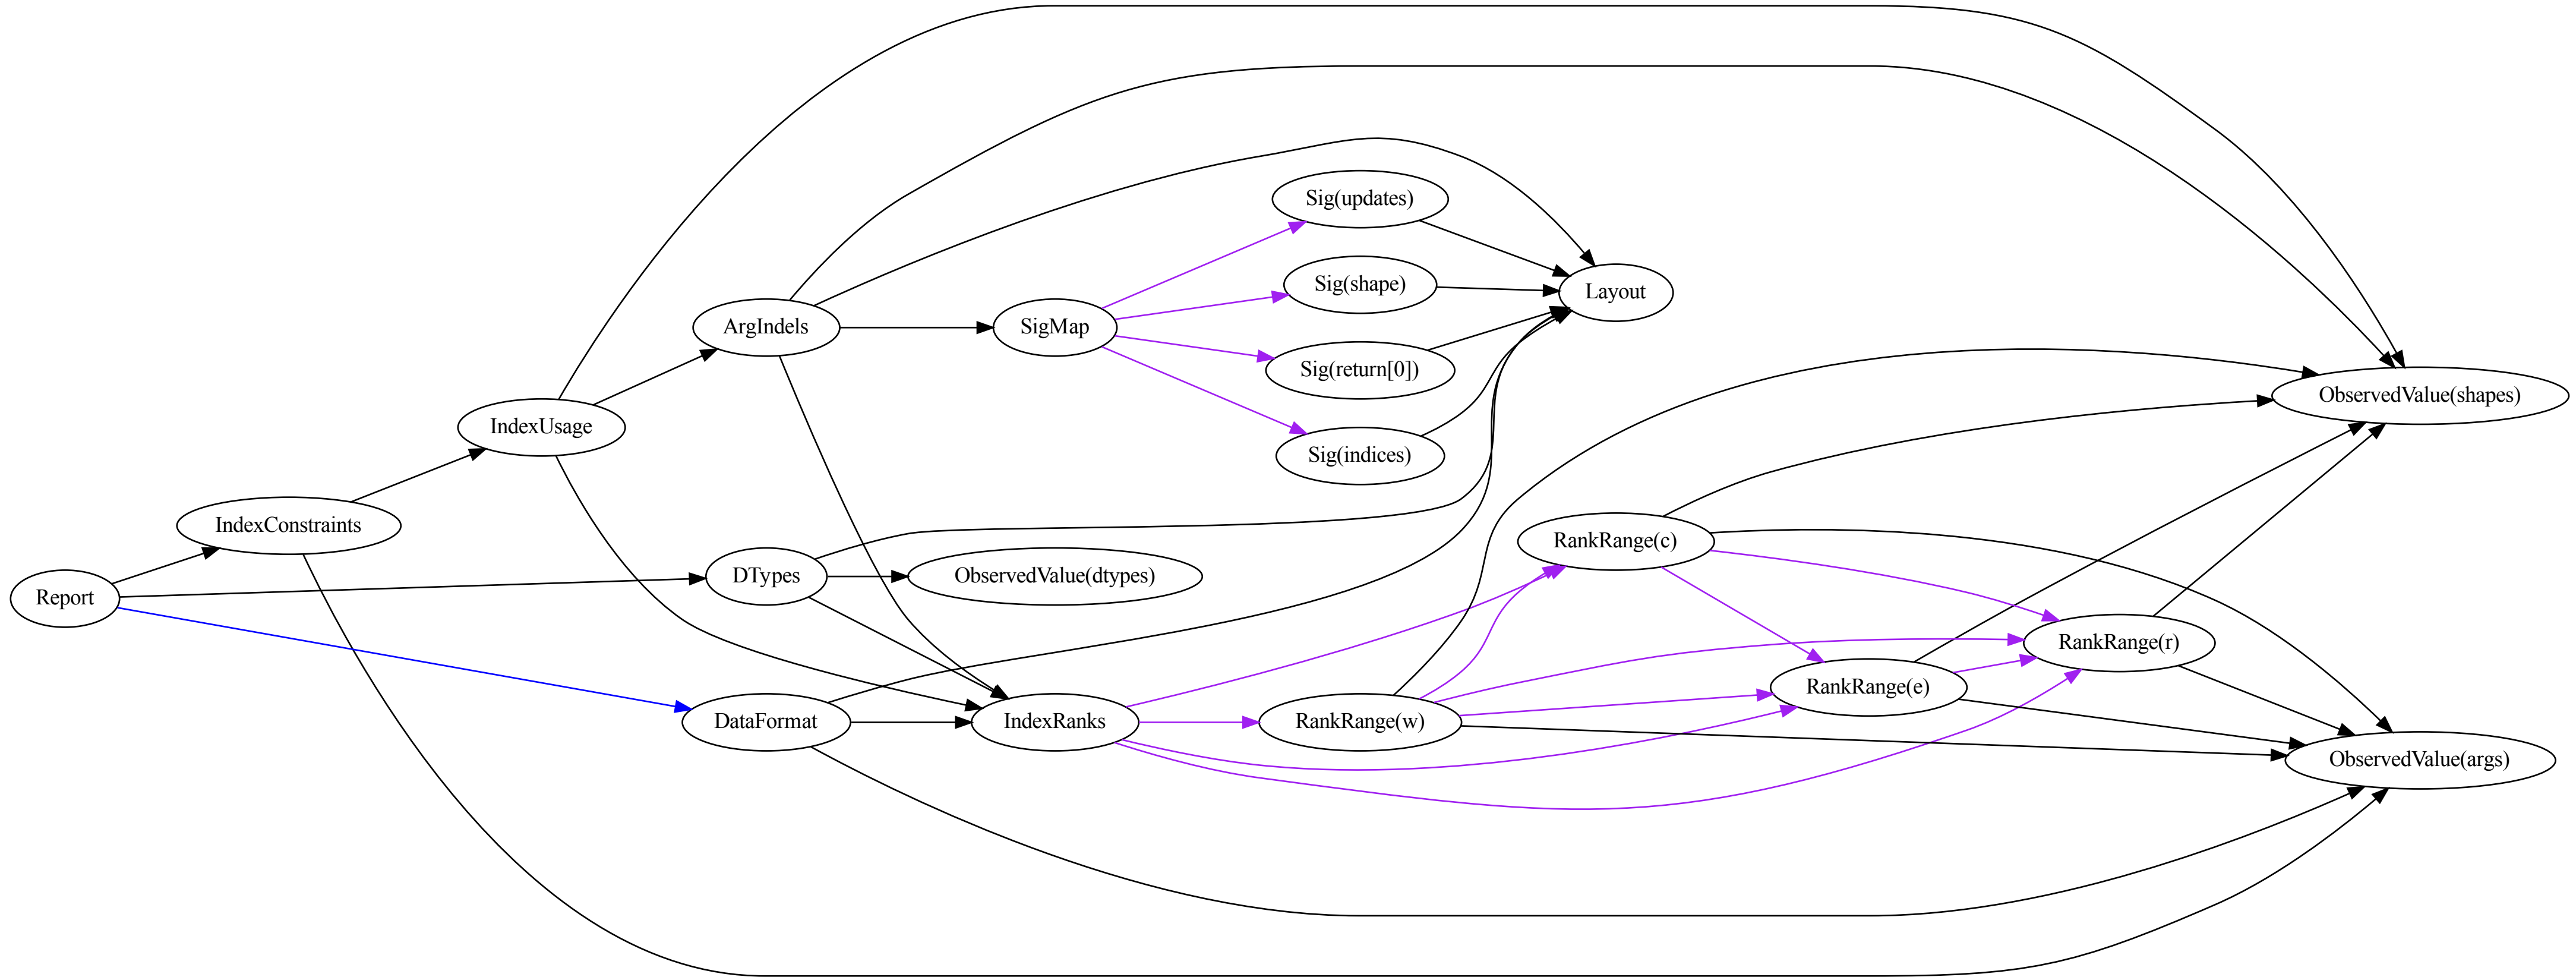 Report
IndexConstraints
IndexUsage
ArgIndels
DTypes
DataFormat
SigMap
ObservedValue(dtypes)
IndexRanks
Sig(updates)
Sig(shape)
Sig(return[0])
Sig(indices)
RankRange(w)
Layout
RankRange(c)
RankRange(e)
RankRange(r)
ObservedValue(shapes)
ObservedValue(args)